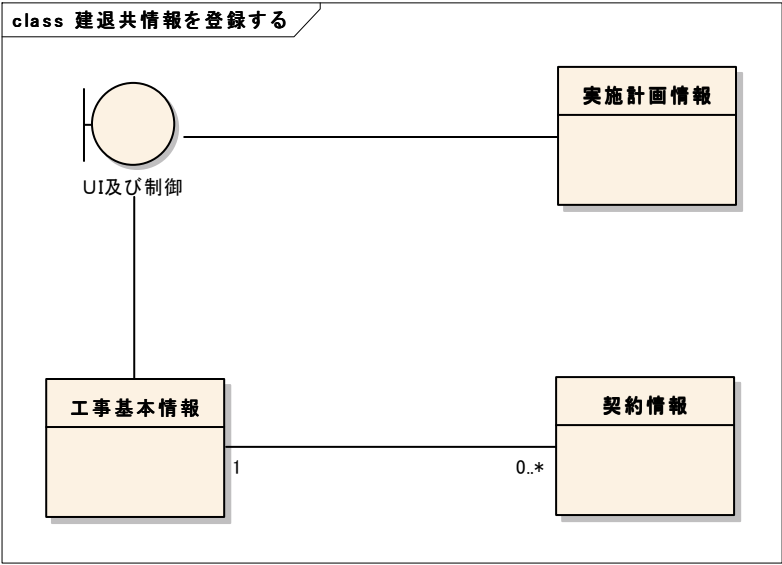 class 建退共情報を登録する
実施計画情報
UI及び制御
工事基本情報
契約情報
1
0..*